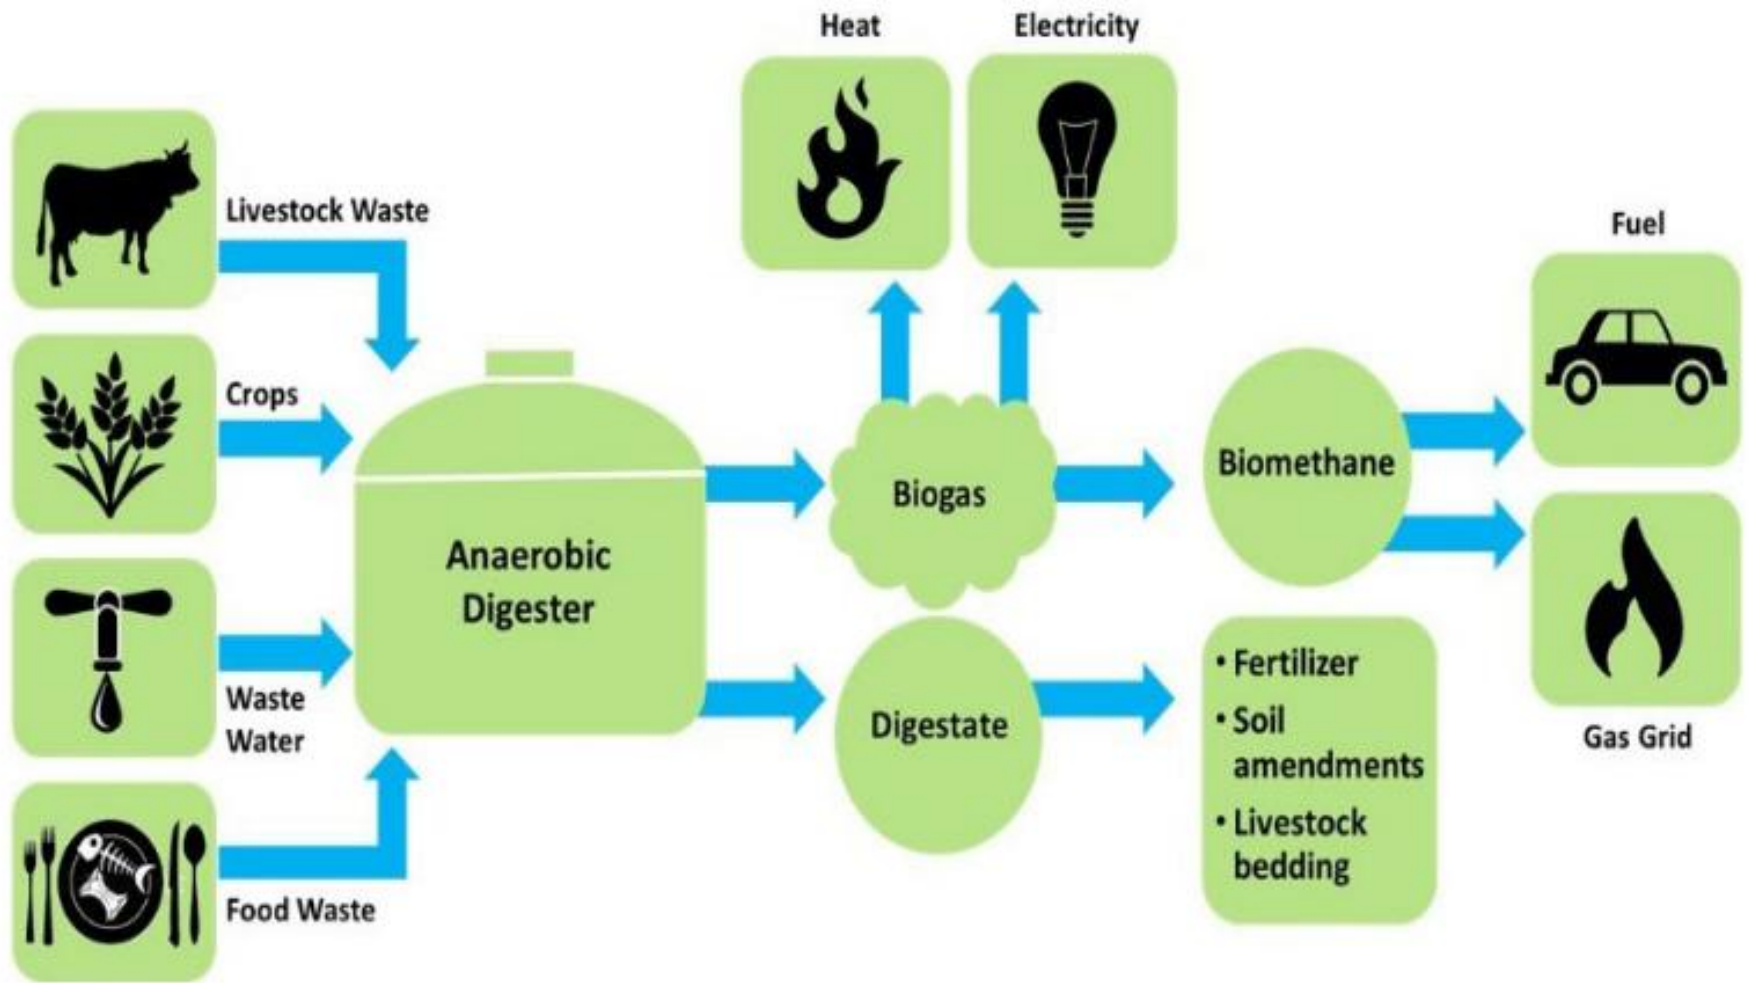 Heat
Electricity
Livestock Waste
Crops
Waste
Water
Food Waste
Anaerobic
Digester
Biogas
Digestate
Biomethane
• Fertilizer
• Soil
amendments
• Livestock
bedding
Fuel
Gas Grid